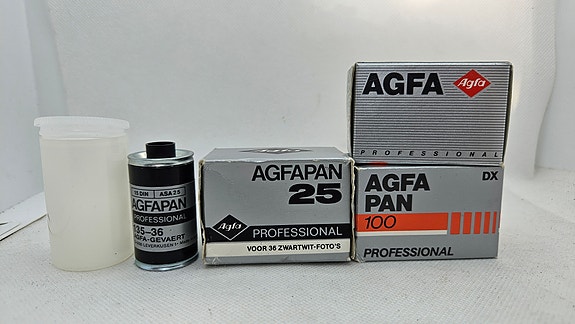 15 DIN ASA 25
AGFAPAN
PROFESSIONAL
135-36
AGFA-GEVAERT
LEVERKUSEN
AGFAPAN
25
Agfa
PROFESSIONAL
VOOR 36 ZWARTWIT-FOTO'S
AGFA
Agfa
PROFESSIONAL
AGFA
PAN
DX
100
PROFESSIONAL